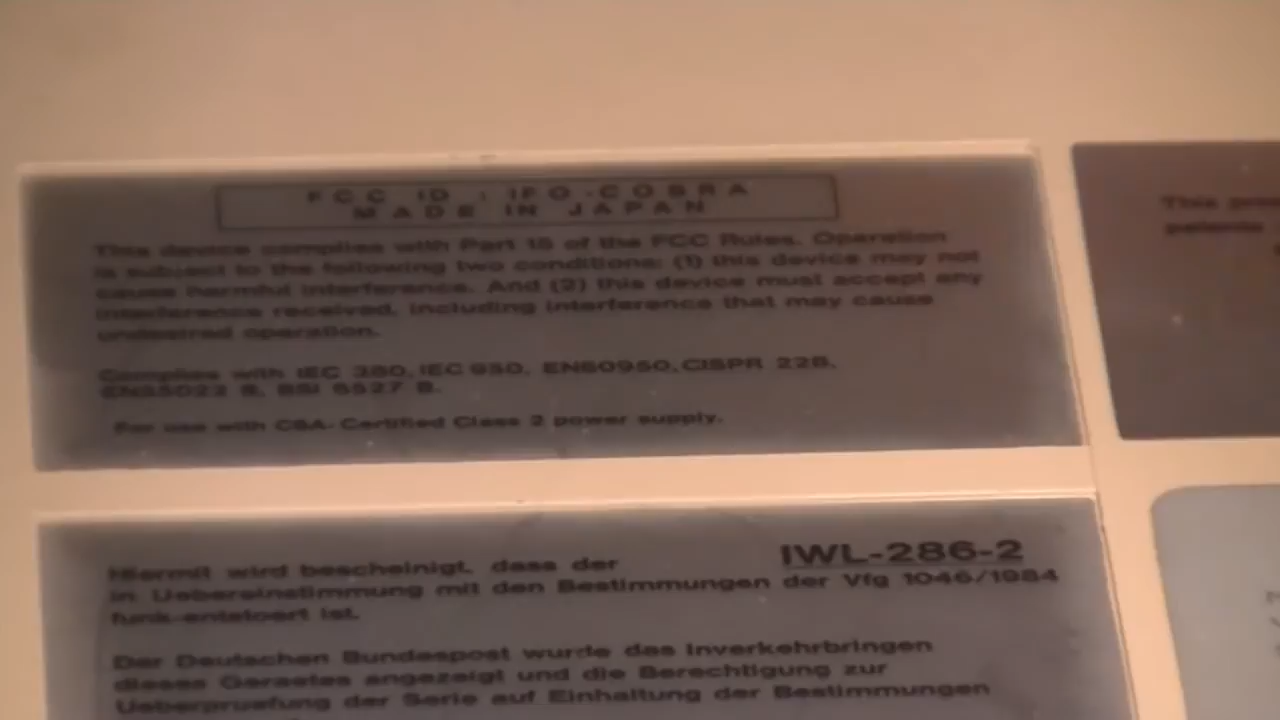 FCC ID : IFO-COBRA
MADE IN JAPAN
This device complies with Part 15 of the FCC Rules. Operation
is subject to the following two conditions: (1) this device may not
cause harmful interference. And (2) this device must accept any
interference received, including interference that may cause
undesired operation.
Complies with IEC 380, IEC 950, EN60950, CISPR 22B,
EN55022 B, BSI 6527 B.
For use with CSA-Certified Class 2 power supply.
This
patents
Hiermit wird bescheinigt, dass der IWL-286-2
in Uebereinstimmung mit den Bestimmungen der Vfg 1046/1984
funk-entstoert ist.
Der Deutschen Bundespost wurde das Inverkehrbringen
dieses Geraetes angezeigt und die Berechtigung zur
Ueberpruefung der Serie auf Einhaltung der Bestimmungen